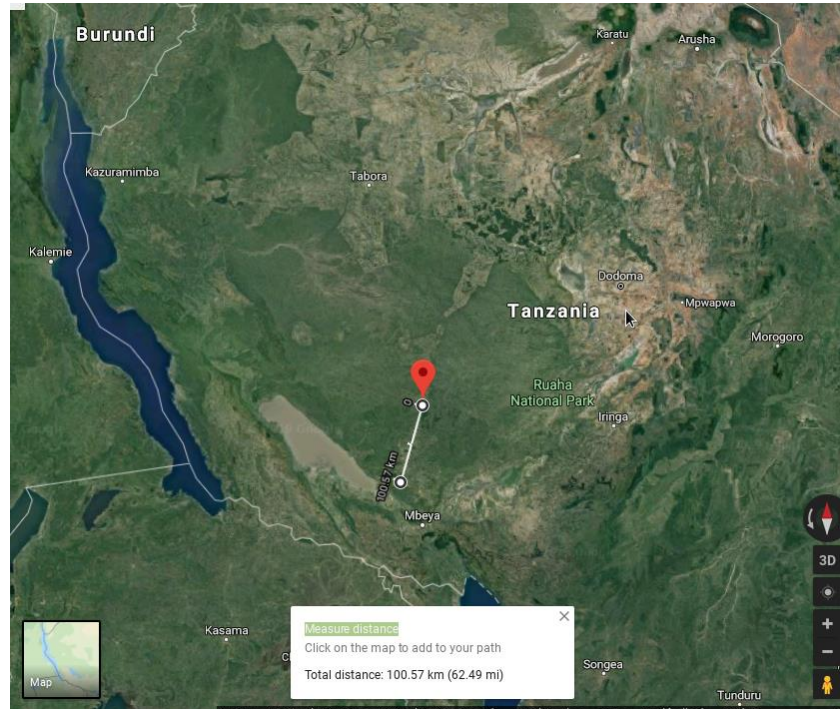 Burundi
Karatu
Arusha
Kazuramimba
Tabora
Kalemie
Dodoma
Tanzania
Mpwapwa
Morogoro
Ruaha
National Park
Iringa
0
100.57 km
Mbeya
3D
Kasama
Measure distance
Click on the map to add to your path
Total distance: 100.57 km (62.49 mi)
Songea
Map
Tunduru